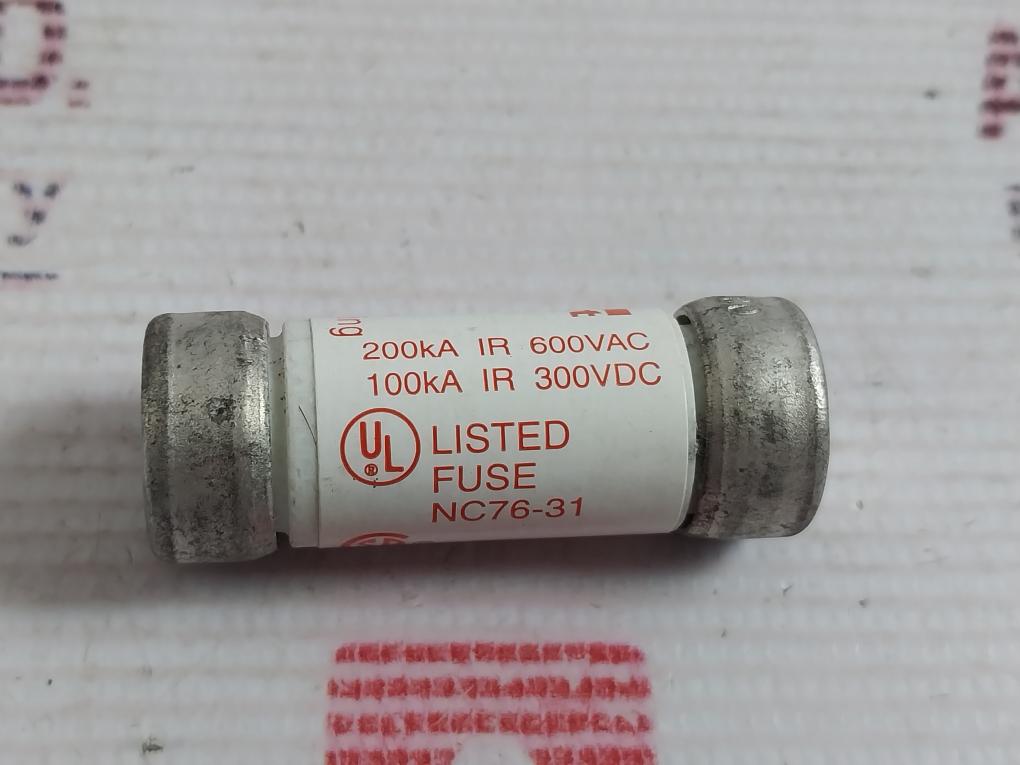 200kA IR 600VAC
100kA IR 300VDC
UL ® LISTED
FUSE
NC76-31